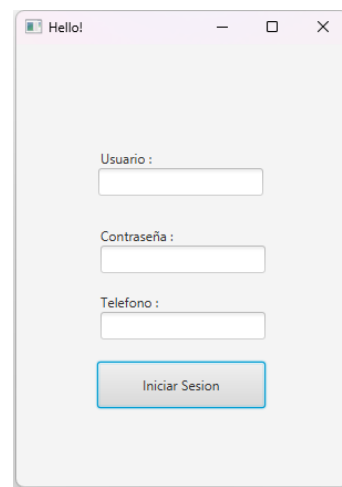 Hello!
Usuario :
Contraseña :
Telefono :
Iniciar Sesion